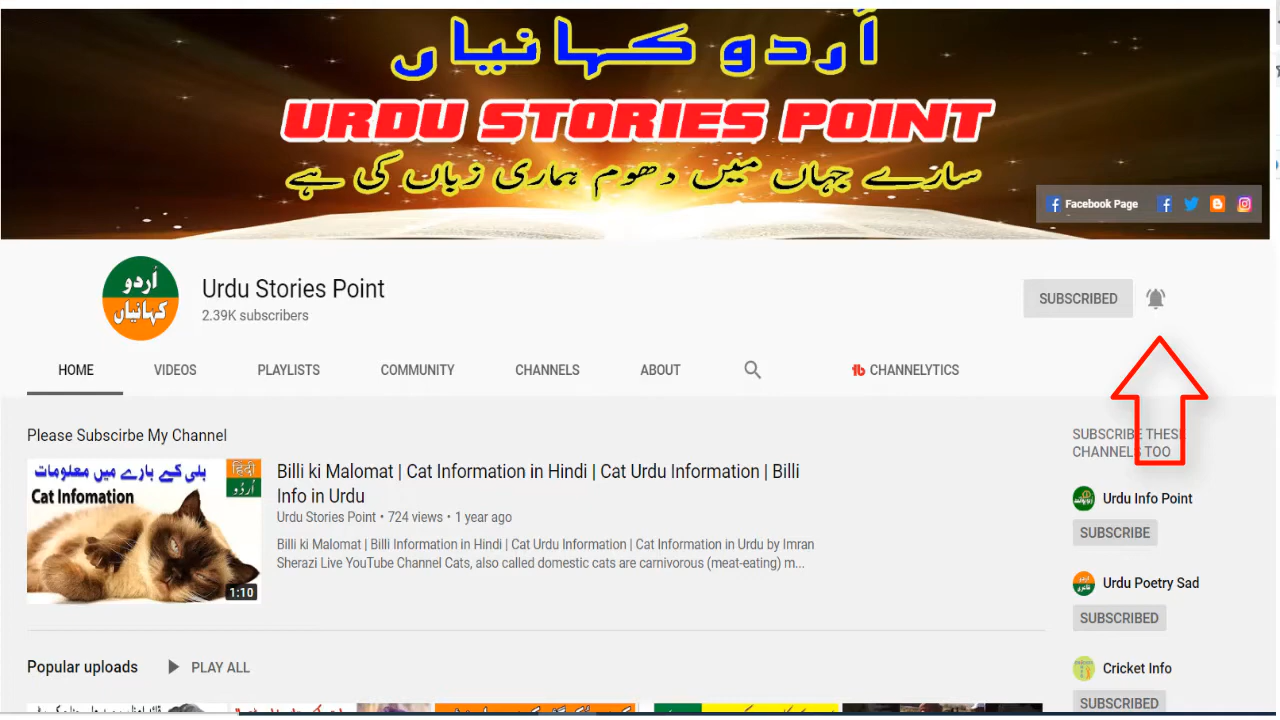 اُردو کہانیاں
URDU STORIES POINT
سارے جہاں میں دھوم ہماری زباں کی ہے
Facebook Page
اُردو
کہانیاں
Urdu Stories Point
2.39K subscribers
SUBSCRIBED
HOME
VIDEOS
PLAYLISTS
COMMUNITY
CHANNELS
ABOUT
CHANNELYTICS
Please Subscirbe My Channel
بلی کے بارے میں معلومات
Cat Infomation
हिंदी
اُردُو
1:10
Billi ki Malomat | Cat Information in Hindi | Cat Urdu Information | Billi
Info in Urdu
Urdu Stories Point • 724 views • 1 year ago
Billi ki Malomat | Billi Information in Hindi | Cat Urdu Information | Cat Information in Urdu by Imran
Sherazi Live YouTube Channel Cats, also called domestic cats are carnivorous (meat-eating) m...
SUBSCRIBE THESE
CHANNELS TOO
Urdu Info Point
SUBSCRIBE
Urdu Poetry Sad
SUBSCRIBED
Cricket Info
SUBSCRIBED
Popular uploads
PLAY ALL